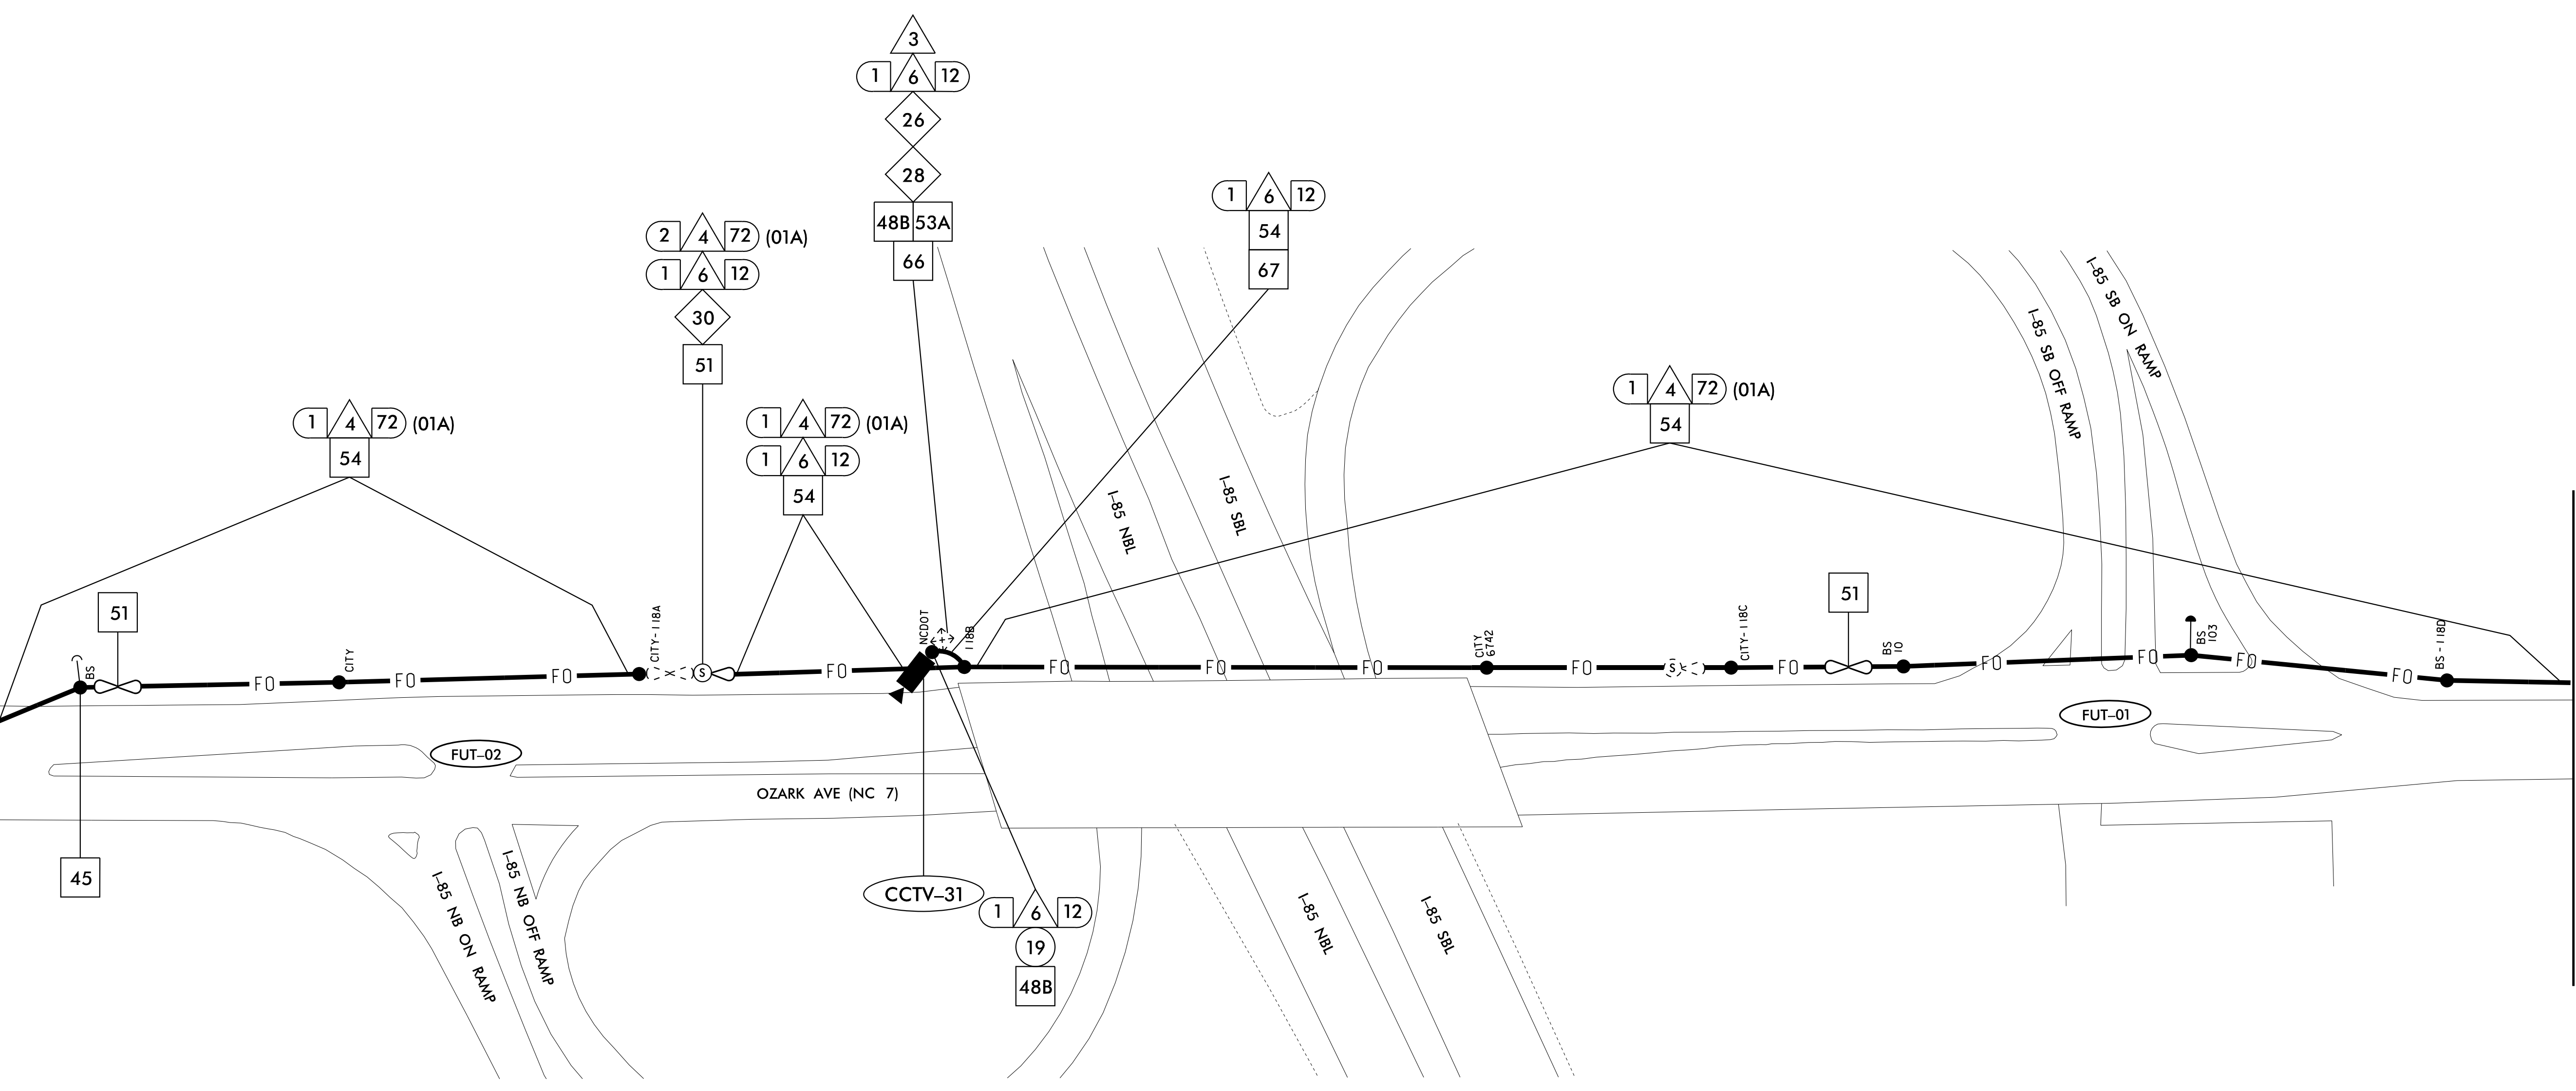 3
1 6 12
26
28
48B 53A
66
1 6 12
54
67
2 4 72 (01A)
1 6 12
30
51
1 4 72 (01A)
54
1 4 72 (01A)
1 6 12
54
1 4 72 (01A)
54
I-85 SB OFF RAMP
I-85 SB ON RAMP
I-85 NBL
I-85 SBL
51
51
BS
CITY
CITY-118A
NCDOT
118B
CITY
6742
CITY-118C
BS
10
BS
103
BS-118D
FO
FO
FO
S
FO
FO
FO
FO
FO
S
FO
FO
FO
FO
FO
FUT-02
FUT-01
OZARK AVE (NC 7)
45
CCTV-31
1 6 12
19
48B
I-85 NB ON RAMP
I-85 NB OFF RAMP
I-85 NBL
I-85 SBL